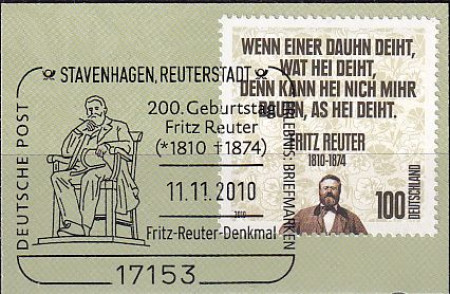 STAVENHAGEN, REUTERSTADT
200. Geburtstag
Fritz Reuter
(*1810 †1874)
11.11.2010
Fritz-Reuter-Denkmal
17153
DEUTSCHE POST
ERLEBNIS: BRIEFMARKEN
WENN EINER DAUHN DEIHT,
WAT HEI DEIHT,
DENN KANN HEI NICH MIHR
DAUHN, AS HEI DEIHT.
FRITZ REUTER
1810-1874
100
DEUTSCHLAND
2010